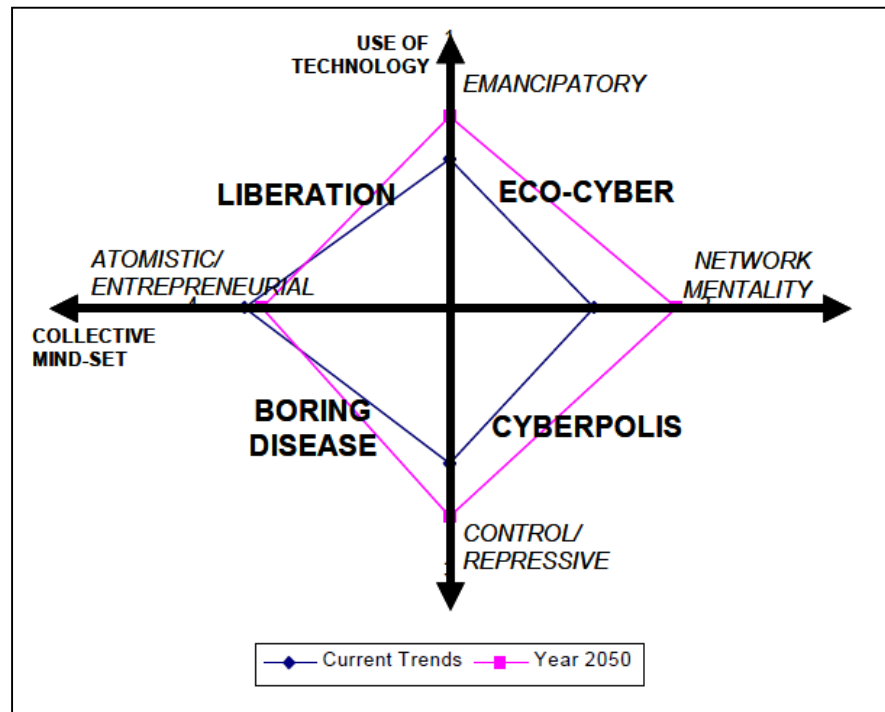 USE OF
TECHNOLOGY
EMANCIPATORY
LIBERATION
ECO-CYBER
ATOMISTIC/
ENTREPRENEURIAL
NETWORK
MENTALITY
COLLECTIVE
MIND-SET
BORING
DISEASE
CYBERPOLIS
CONTROL/
REPRESSIVE
Current Trends
Year 2050